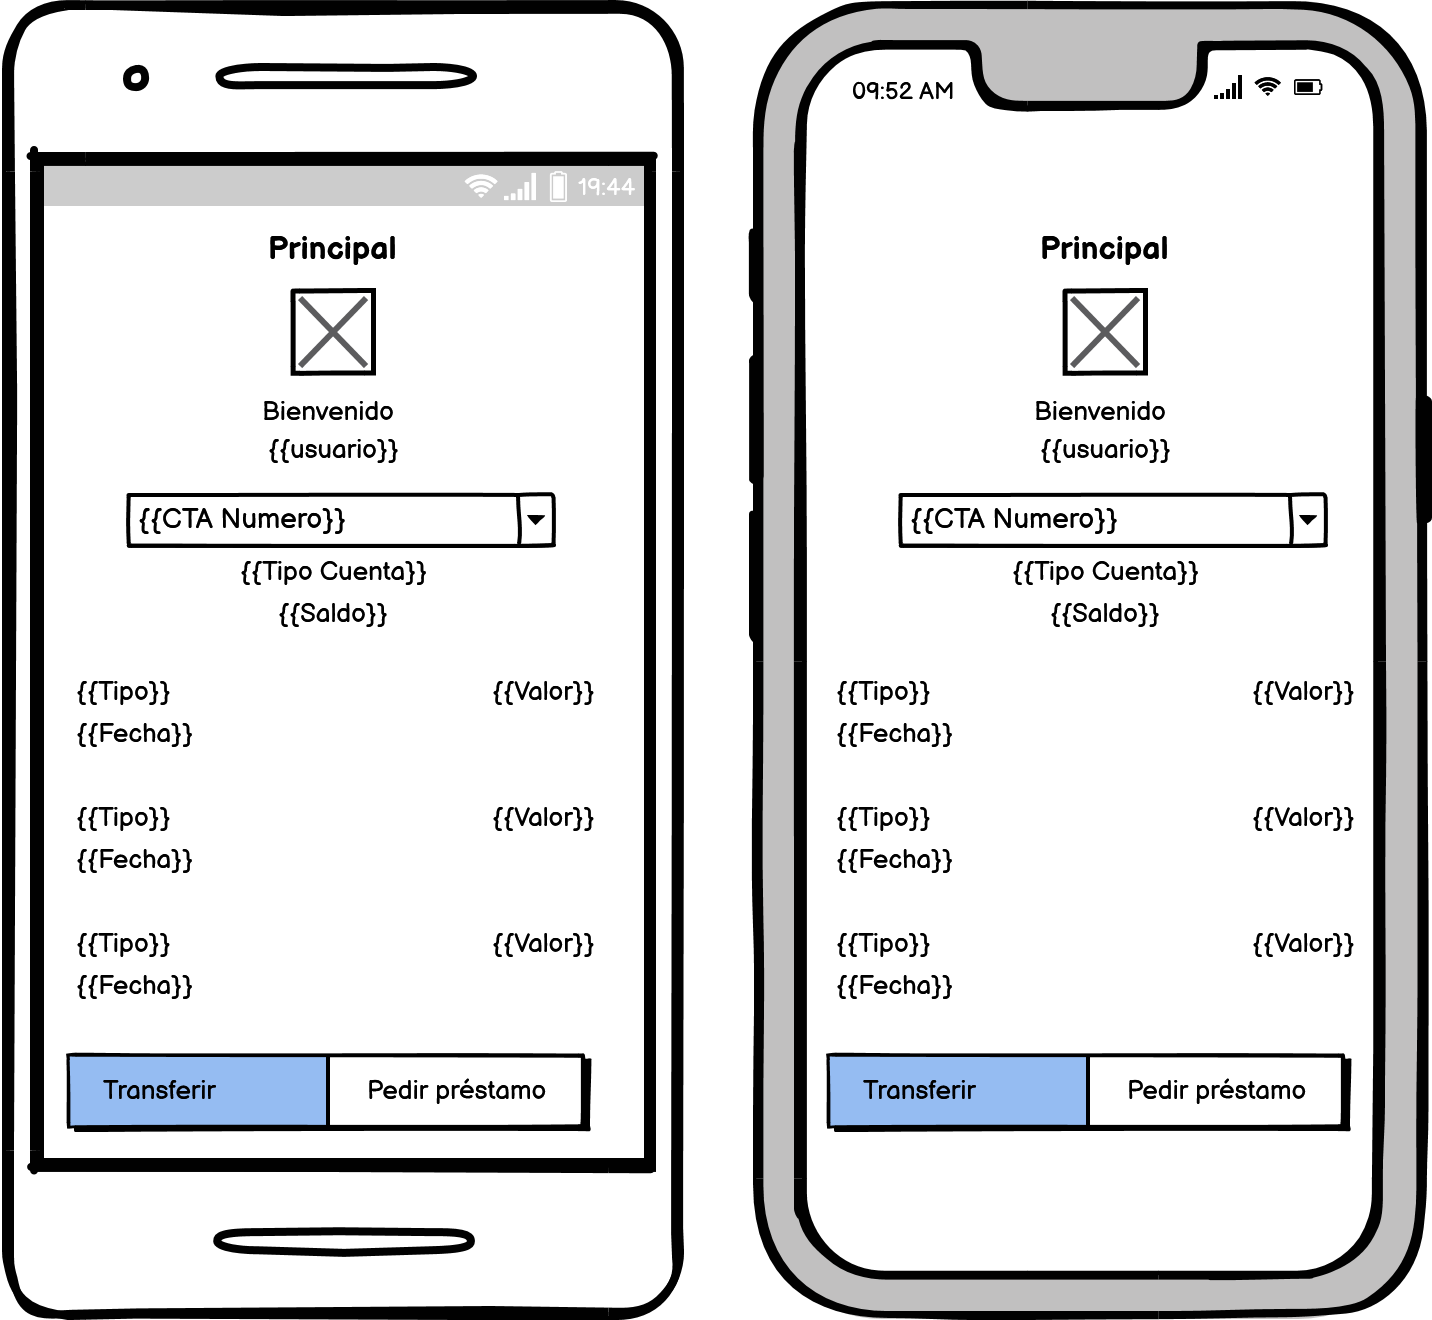 19:44
Principal
Bienvenido
{{usuario}}
{{CTA Numero}}
{{Tipo Cuenta}}
{{Saldo}}
{{Tipo}} {{Valor}}
{{Fecha}}
{{Tipo}} {{Valor}}
{{Fecha}}
{{Tipo}} {{Valor}}
{{Fecha}}
Transferir Pedir préstamo
09:52 AM
Principal
Bienvenido
{{usuario}}
{{CTA Numero}}
{{Tipo Cuenta}}
{{Saldo}}
{{Tipo}} {{Valor}}
{{Fecha}}
{{Tipo}} {{Valor}}
{{Fecha}}
{{Tipo}} {{Valor}}
{{Fecha}}
Transferir Pedir préstamo